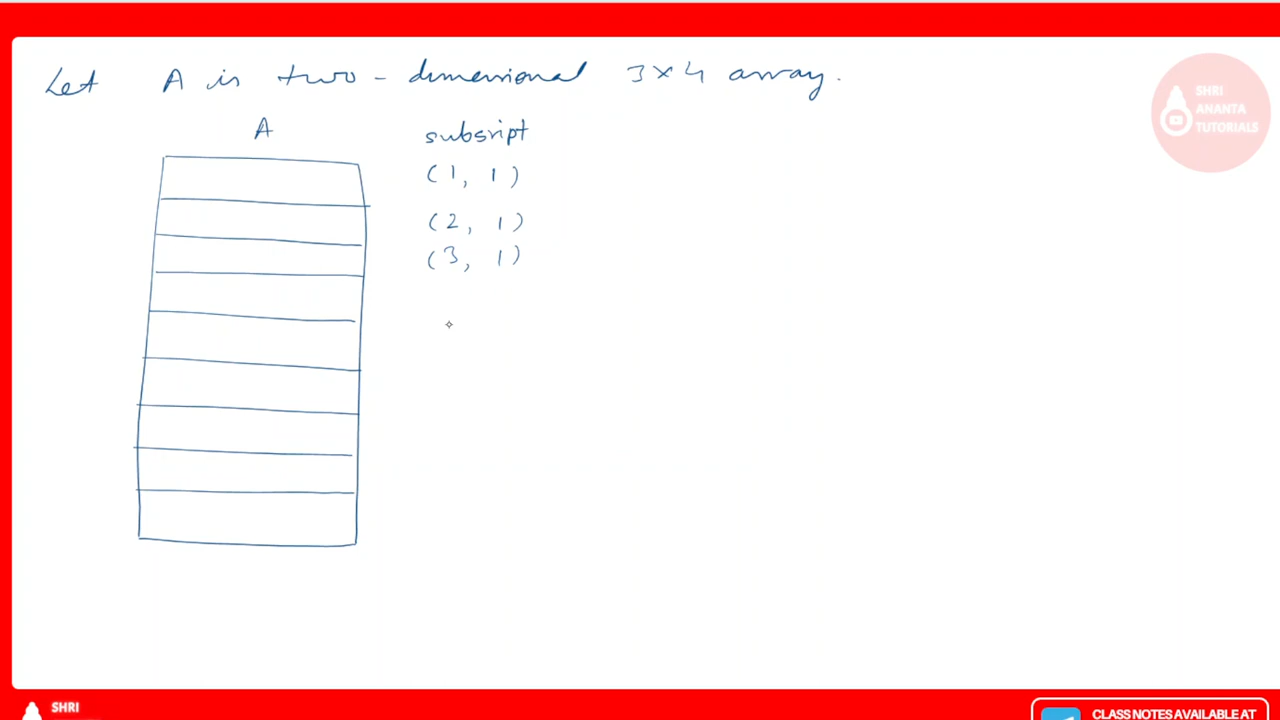 Let A is two-dimensional 3×4 array.
A subsript
(1, 1)
(2, 1)
(3, 1)
SHRI
ANANTA
TUTORIALS
SHRI
CLASS NOTES AVAILABLE AT